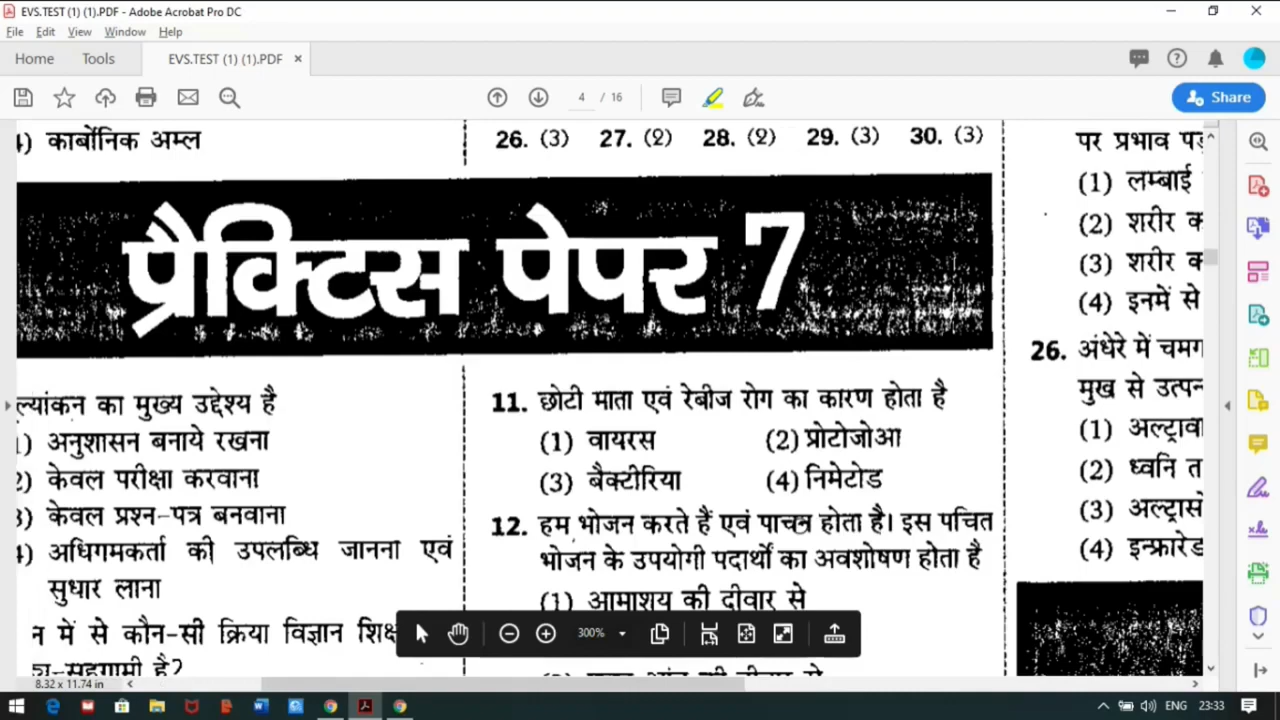 EVS.TEST (1) (1).PDF - Adobe Acrobat Pro DC
File Edit View Window Help
Home Tools EVS.TEST (1) (1).PDF ×
4 / 16
Share
कार्बोनिक अम्ल
26. (3) 27. (2) 28. (2) 29. (3) 30. (3)
प्रैक्टिस पेपर 7
ल्यांकन का मुख्य उद्देश्य है
) अनुशासन बनाये रखना
) केवल परीक्षा करवाना
) केवल प्रश्न-पत्र बनवाना
) अधिगमकर्ता की उपलब्धि जानना एवं
सुधार लाना
न में से कौन-सी क्रिया विज्ञान
-सहगामी है?
11. छोटी माता एवं रेबीज रोग का कारण होता है
(1) वायरस (2) प्रोटोजोआ
(3) बैक्टीरिया (4) निमेटोड
12. हम भोजन करते हैं एवं पाचन होता है। इस पचित
भोजन के उपयोगी पदार्थों का अवशोषण होता है
(1) आमाशय की दीवार से
पर प्रभाव
(1) लम्बाई
(2) शरीर
(3) शरीर
(4) इनमें से
26. अंधेरे में
मुख से
(1) अल्ट्रावा
(2) ध्वनि त
(3) अल्ट्रासो
(4) इन्फ्रारेड
300%
8.32 x 11.74 in
ENG 23:33